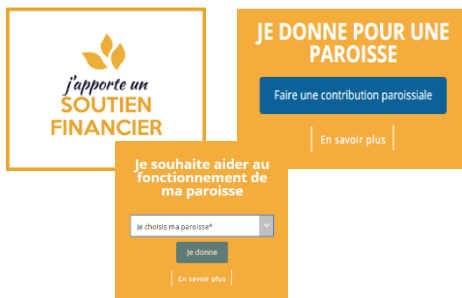 j'apporte un
SOUTIEN
FINANCIER
JE DONNE POUR UNE
PAROISSE
Faire une contribution paroissiale
En savoir plus
Je souhaite aider au
fonctionnement de
ma paroisse
Je choisis ma paroisse*
Je donne
En savoir plus